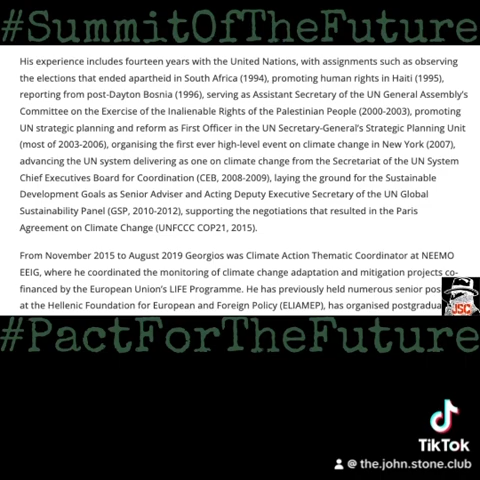 #SummitOfTheFuture
His experience includes fourteen years with the United Nations, with assignments such as observing
the elections that ended apartheid in South Africa (1994), promoting human rights in Haiti (1995),
reporting from post-Dayton Bosnia (1996), serving as Assistant Secretary of the UN General Assembly's
Committee on the Exercise of the Inalienable Rights of the Palestinian People (2000-2003), promoting
UN strategic planning and reform as First Officer in the UN Secretary-General's Strategic Planning Unit
(most of 2003-2006), organising the first ever high-level event on climate change in New York (2007),
advancing the UN system delivering as one on climate change from the Secretariat of the UN System
Chief Executives Board for Coordination (CEB, 2008-2009), laying the ground for the Sustainable
Development Goals as Senior Adviser and Acting Deputy Executive Secretary of the UN Global
Sustainability Panel (GSP, 2010-2012), supporting the negotiations that resulted in the Paris
Agreement on Climate Change (UNFCCC COP21, 2015).
From November 2015 to August 2019 Georgios was Climate Action Thematic Coordinator at NEEMO
EEIG, where he coordinated the monitoring of climate change adaptation and mitigation projects co-
financed by the European Union's LIFE Programme. He has previously held numerous senior pos
at the Hellenic Foundation for European and Foreign Policy (ELIAMEP), has organised postgradua
JSC
#PactForTheFuture
TikTok
@ the.john.stone.club